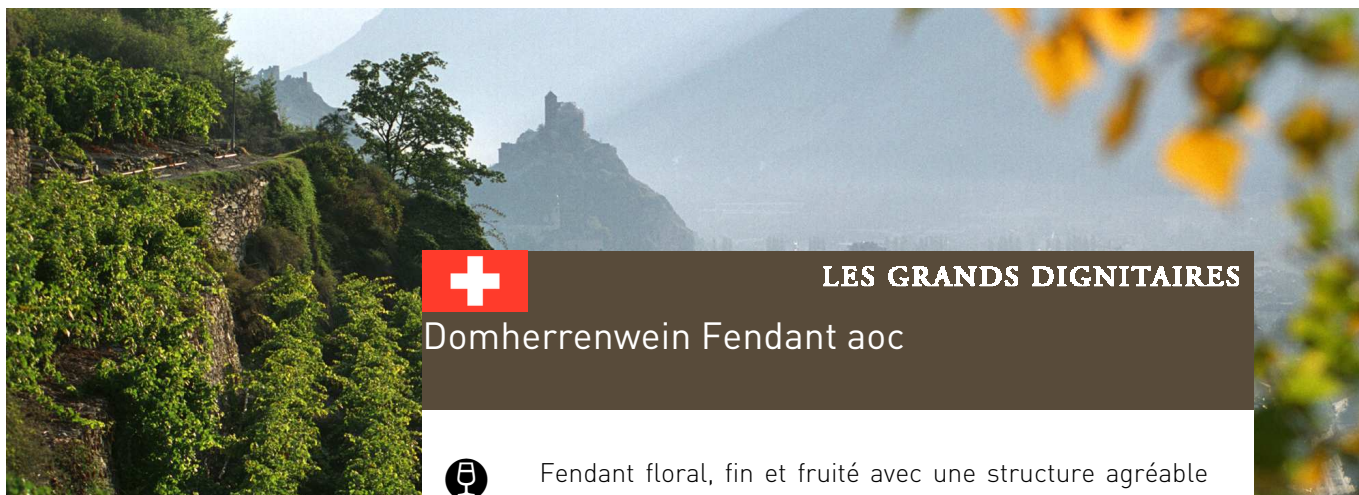 LES GRANDS DIGNITAIRES
Domherrenwein Fendant aoc
Fendant floral, fin et fruité avec une structure agréable